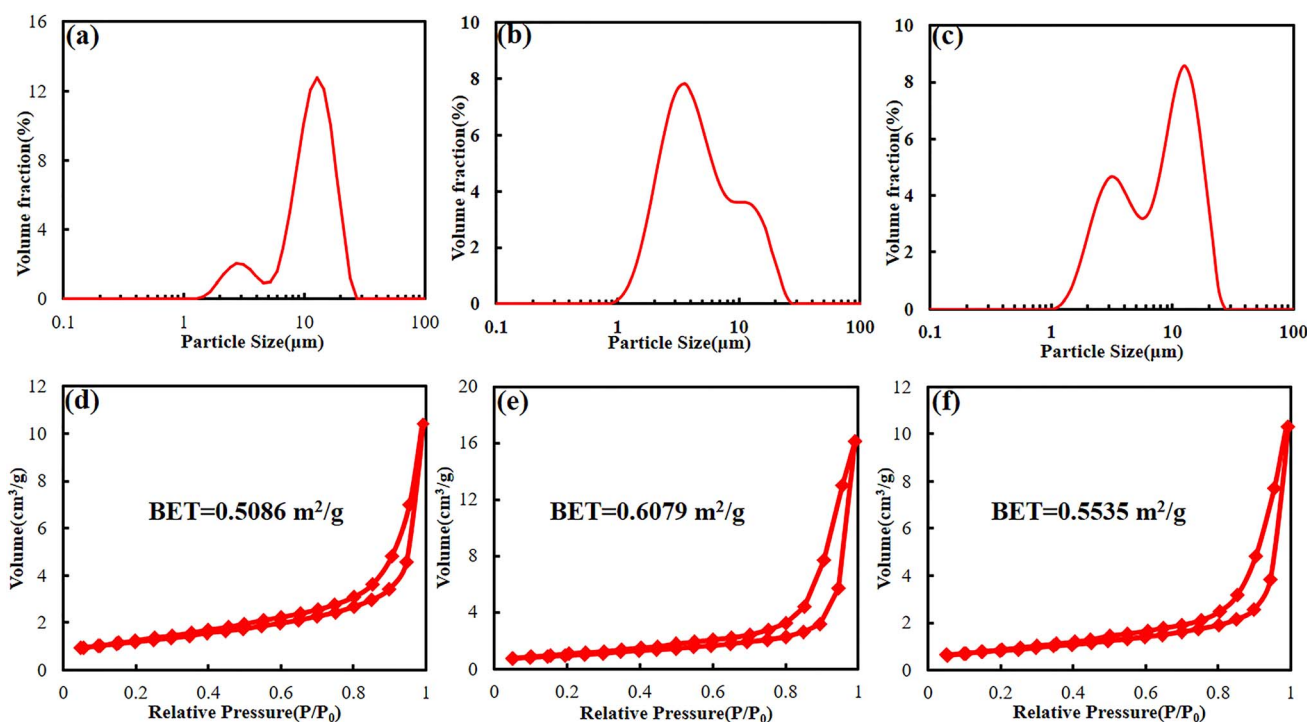 (a)
16
12
8
4
0
0.1 1 10 100
Volume fraction(%)
Particle Size(μm)
(b)
10
8
6
4
2
0
0.1 1 10 100
Volume fraction(%)
Particle Size(μm)
(c)
10
8
6
4
2
0
0.1 1 10 100
Volume fraction(%)
Particle Size(μm)
(d)
12
10
8
6
4
2
0
0 0.2 0.4 0.6 0.8 1
BET=0.5086 m²/g
Volume(cm³/g)
Relative Pressure(P/P₀)
(e)
20
16
12
8
4
0
0 0.2 0.4 0.6 0.8 1
BET=0.6079 m²/g
Volume(cm³/g)
Relative Pressure(P/P₀)
(f)
12
10
8
6
4
2
0
0 0.2 0.4 0.6 0.8 1
BET=0.5535 m²/g
Volume(cm³/g)
Relative Pressure(P/P₀)